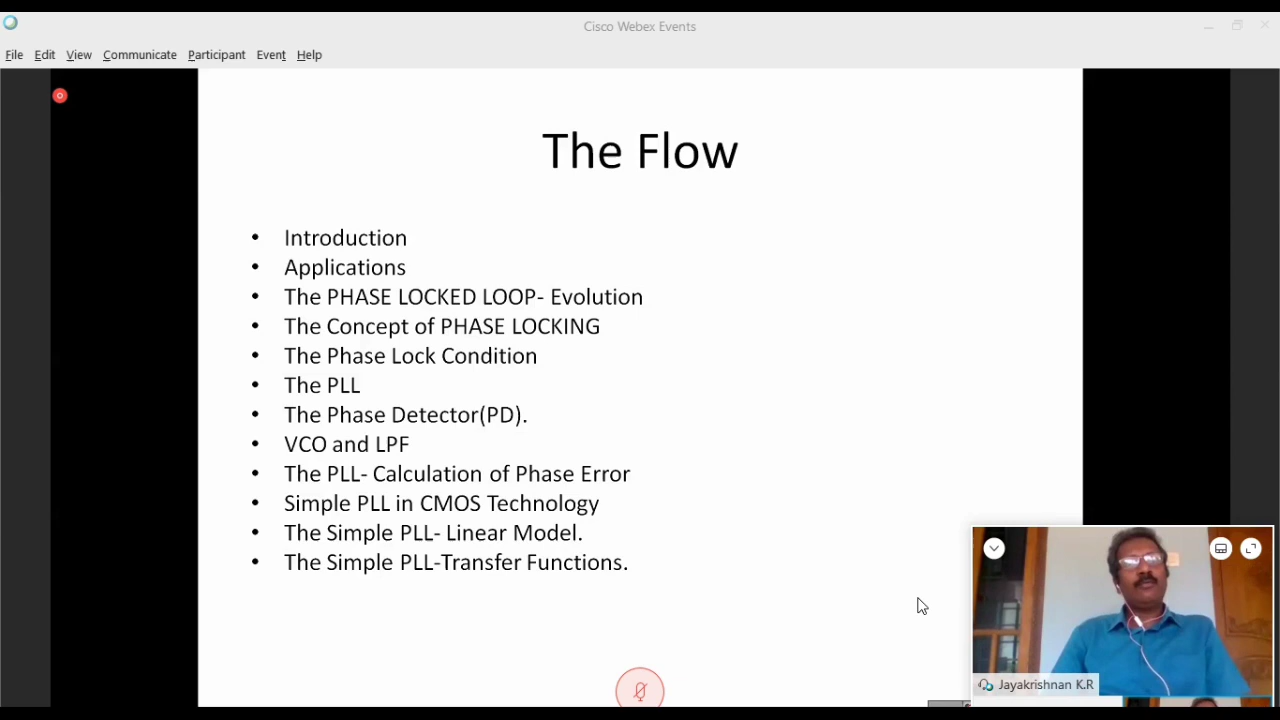 Cisco Webex Events
File Edit View Communicate Participant Event Help
The Flow
• Introduction
• Applications
• The PHASE LOCKED LOOP- Evolution
• The Concept of PHASE LOCKING
• The Phase Lock Condition
• The PLL
• The Phase Detector(PD).
• VCO and LPF
• The PLL- Calculation of Phase Error
• Simple PLL in CMOS Technology
• The Simple PLL- Linear Model.
• The Simple PLL-Transfer Functions.
Jayakrishnan K.R